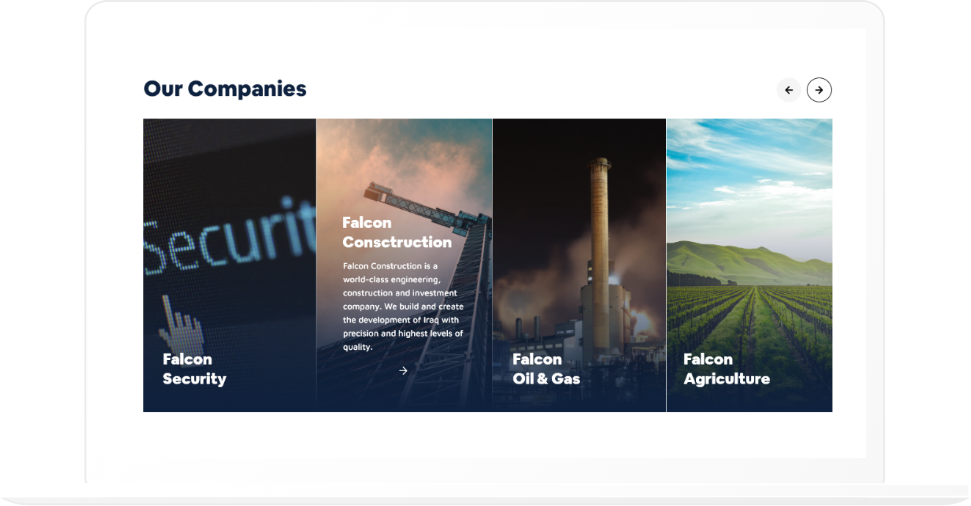 Our Companies
Securit
Falcon
Security
Falcon
Consctruction
Falcon Construction is a
world-class engineering,
construction and investment
company. We build and create
the development of Iraq with
precision and highest levels of
quality.
Falcon
Oil & Gas
Falcon
Agriculture